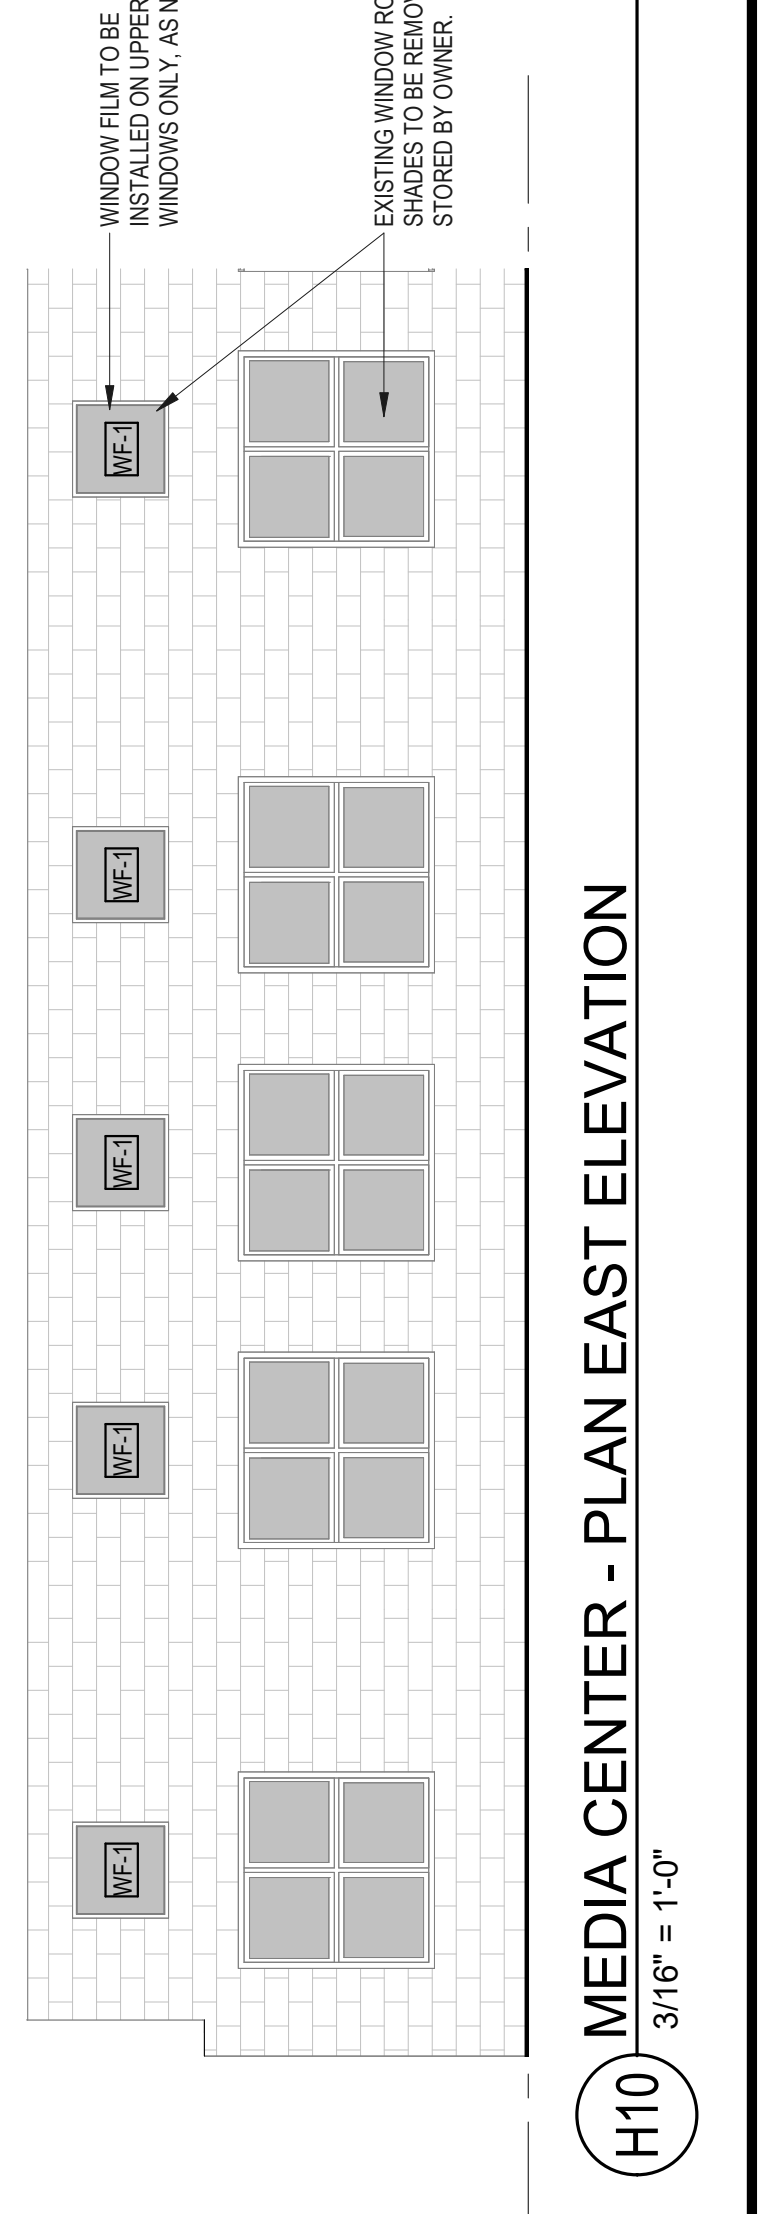 WINDOW FILM TO BE
INSTALLED ON UPPER
WINDOWS ONLY, AS
EXISTING WINDOW
SHADES TO BE
STORED BY OWNER.
WF-1
WF-1
WF-1
WF-1
WF-1
H10
MEDIA CENTER - PLAN EAST ELEVATION
3/16" = 1'-0"